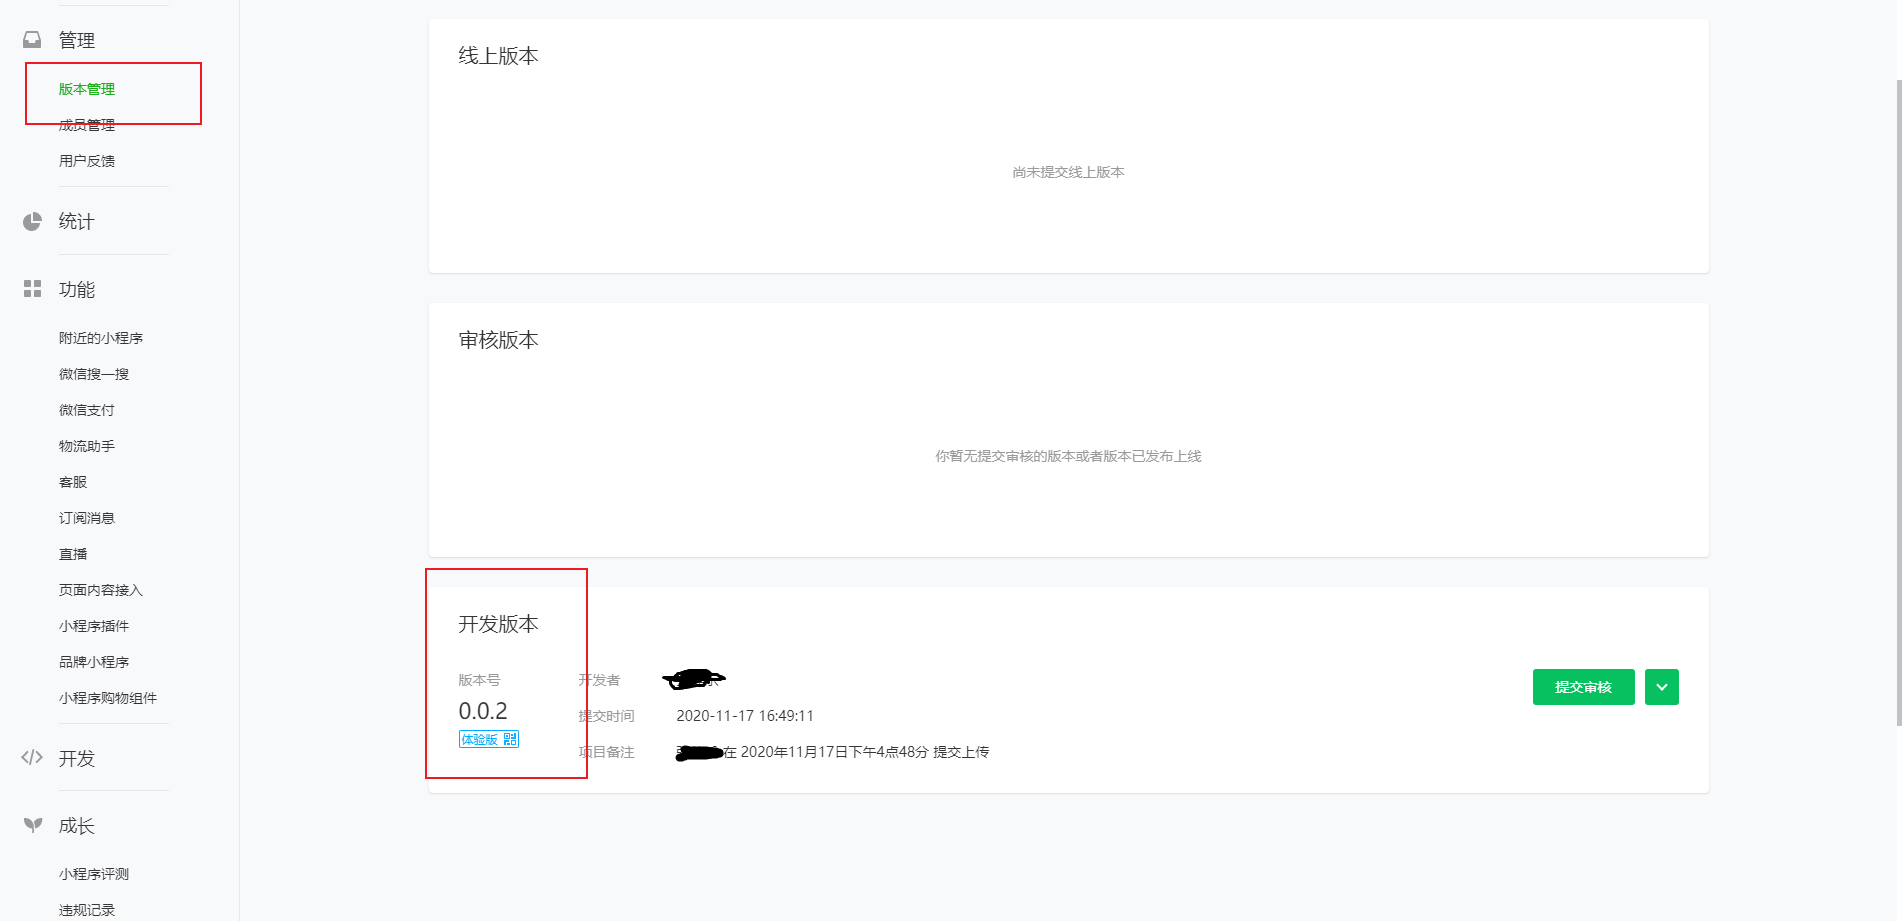 管理
版本管理
成员管理
用户反馈
统计
功能
附近的小程序
微信搜一搜
微信支付
物流助手
客服
订阅消息
直播
页面内容接入
小程序插件
品牌小程序
小程序购物组件
开发
成长
小程序评测
违规记录
线上版本
尚未提交线上版本
审核版本
你暂无提交审核的版本或者版本已发布上线
开发版本
版本号
0.0.2
体验版
开发者
提交时间 2020-11-17 16:49:11
项目备注 在 2020年11月17日下午4点48分 提交上传
提交审核